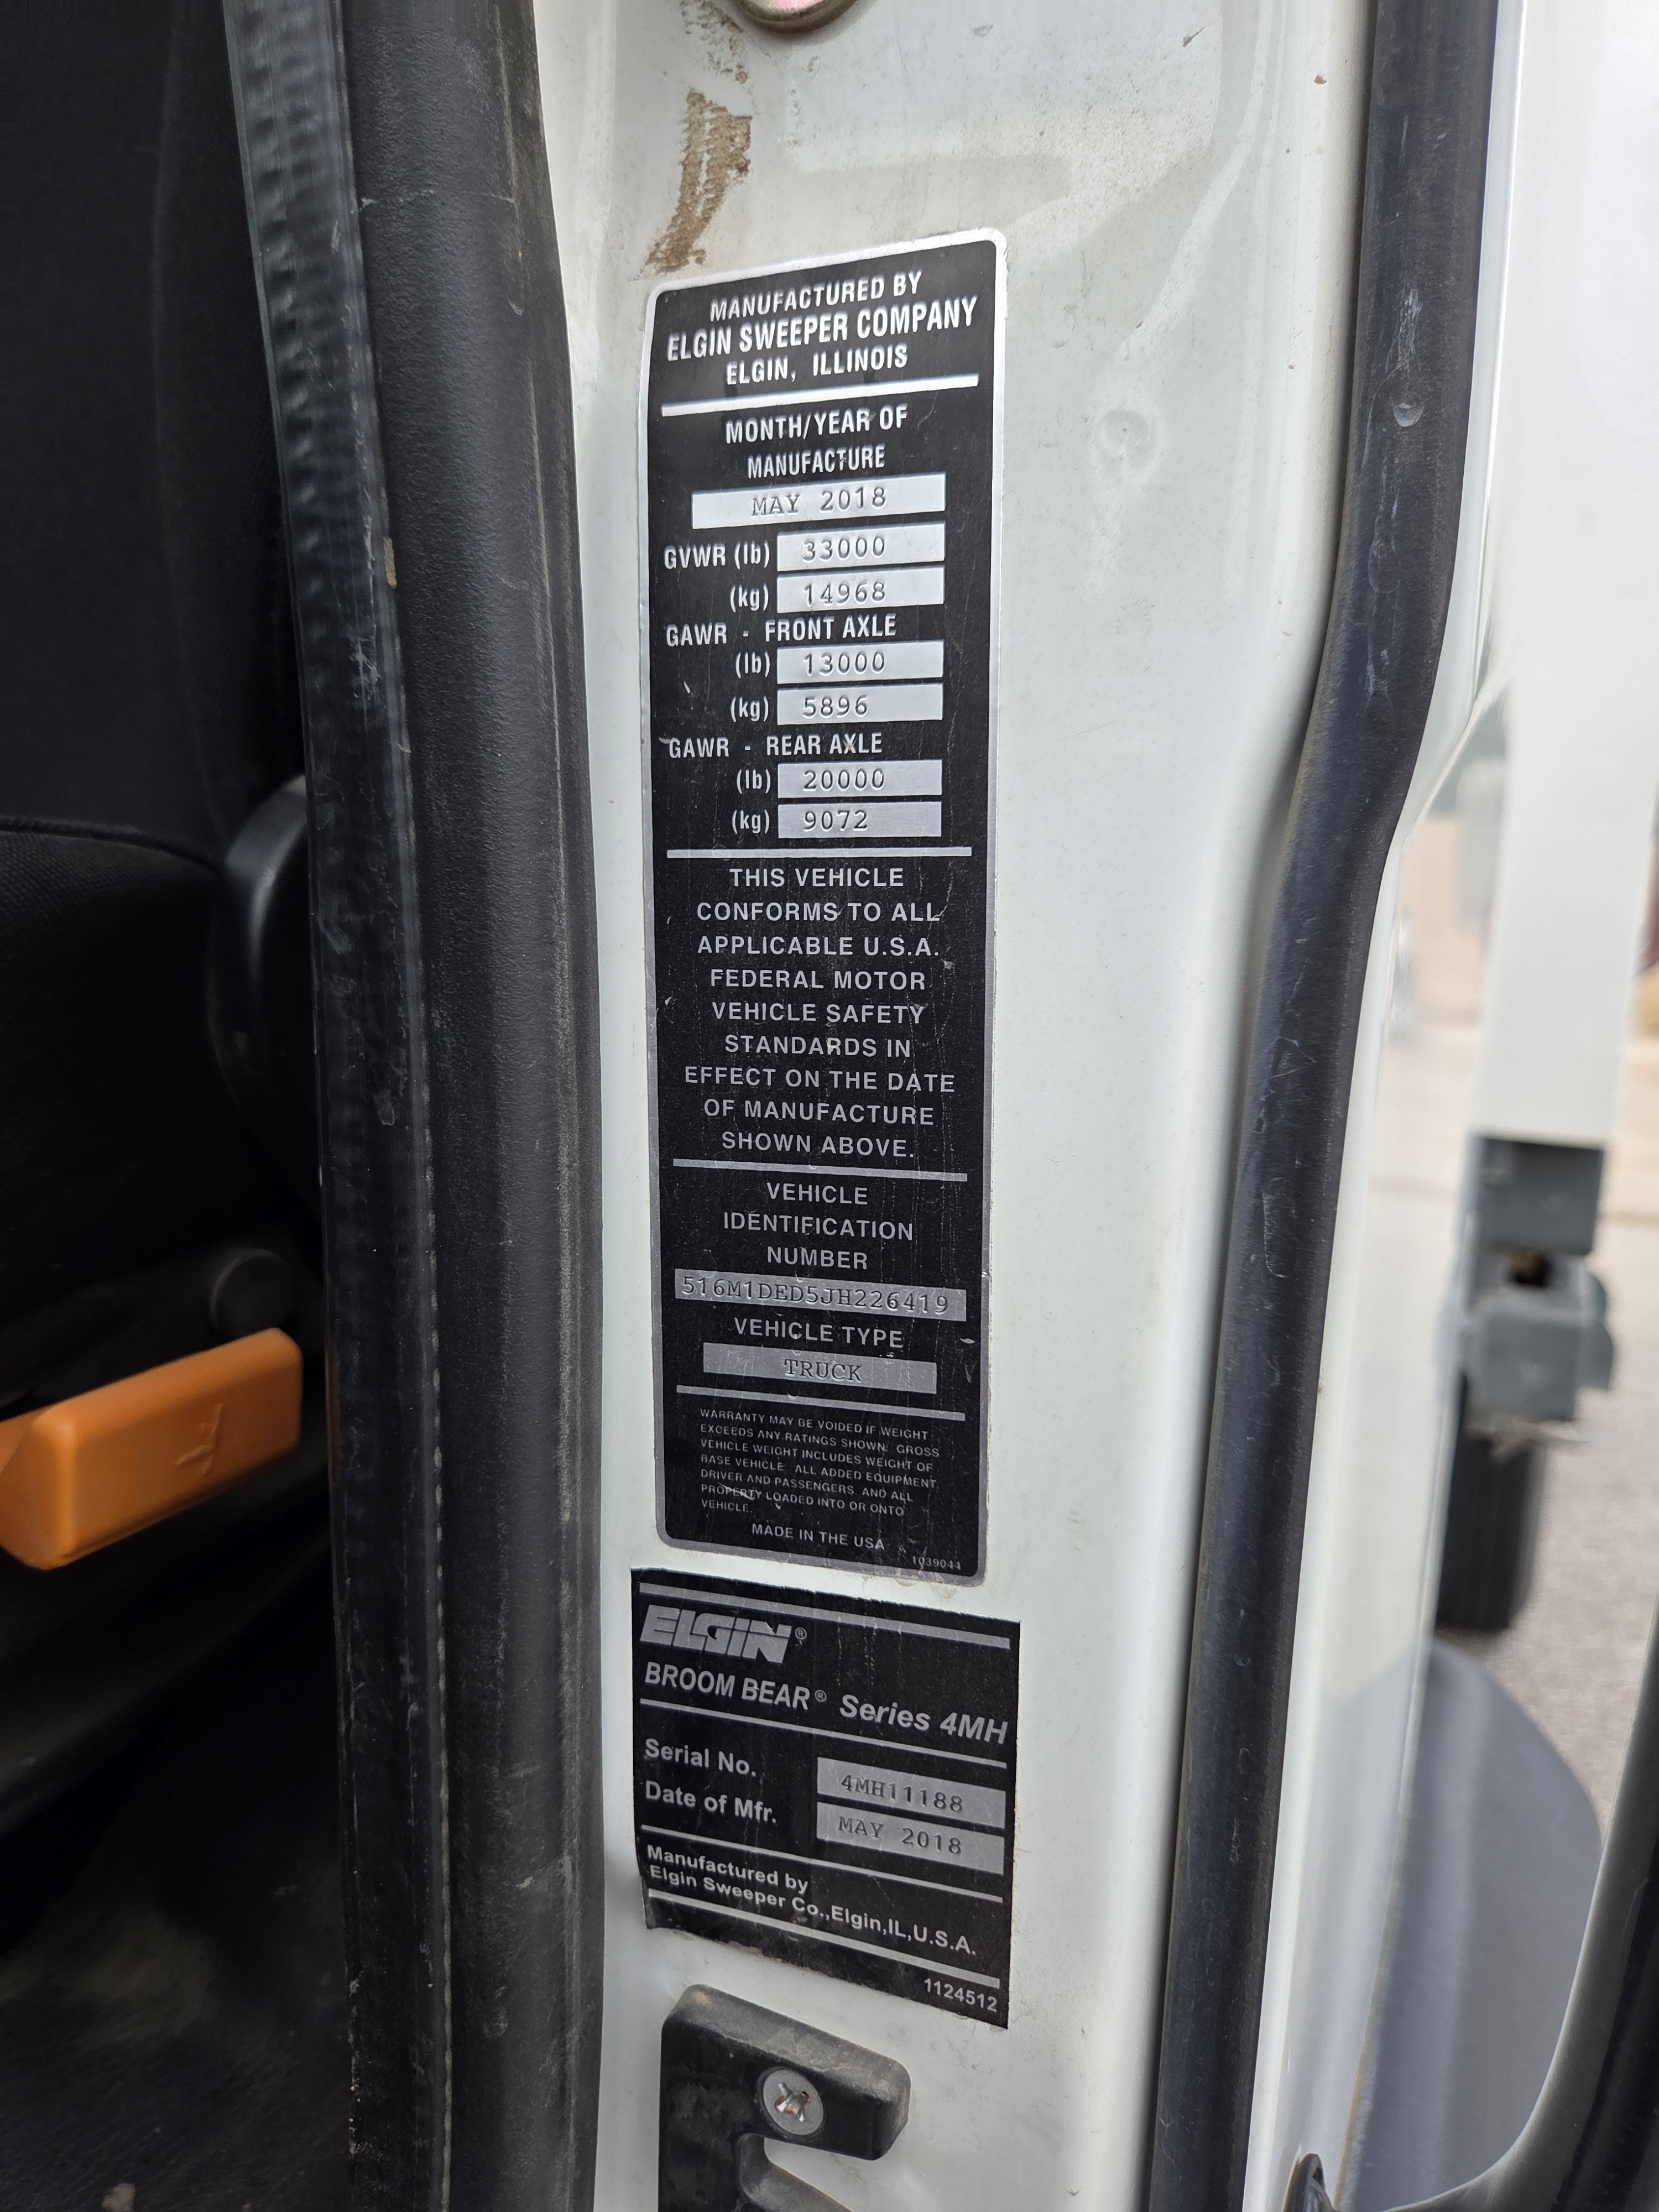 MANUFACTURED BY
ELGIN SWEEPER COMPANY
ELGIN, ILLINOIS
MONTH/YEAR OF
MANUFACTURE
MAY 2018
GVWR (lb) 33000
(kg) 14968
GAWR - FRONT AXLE
(lb) 13000
(kg) 5896
GAWR - REAR AXLE
(lb) 20000
(kg) 9072
THIS VEHICLE
CONFORMS TO ALL
APPLICABLE U.S.A.
FEDERAL MOTOR
VEHICLE SAFETY
STANDARDS IN
EFFECT ON THE DATE
OF MANUFACTURE
SHOWN ABOVE.
VEHICLE
IDENTIFICATION
NUMBER
516M1DED5JH226419
VEHICLE TYPE
TRUCK
WARRANTY MAY BE VOIDED IF WEIGHT
EXCEEDS ANY RATINGS SHOWN. GROSS
VEHICLE WEIGHT INCLUDES WEIGHT OF
BASE VEHICLE, ALL ADDED EQUIPMENT,
DRIVER AND PASSENGERS, AND ALL
PROPERTY LOADED INTO OR ONTO
VEHICLE.
MADE IN THE USA
1039044
ELGIN®
BROOM BEAR® Series 4MH
Serial No. 4MH11188
Date of Mfr. MAY 2018
Manufactured by
Elgin Sweeper Co.,Elgin,IL,U.S.A.
1124512